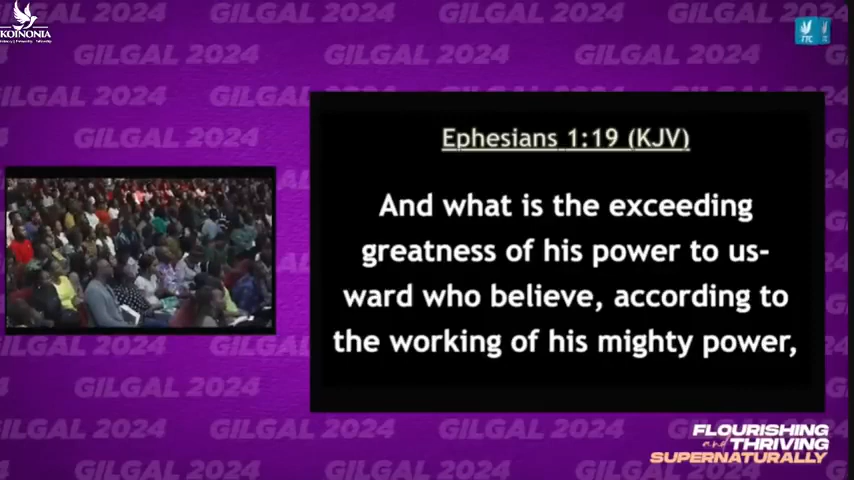 KOINONIA
GILGAL 2024
TTC
Ephesians 1:19 (KJV)
And what is the exceeding
greatness of his power to us-
ward who believe, according to
the working of his mighty power,
FLOURISHING
and THRIVING
SUPERNATURALLY